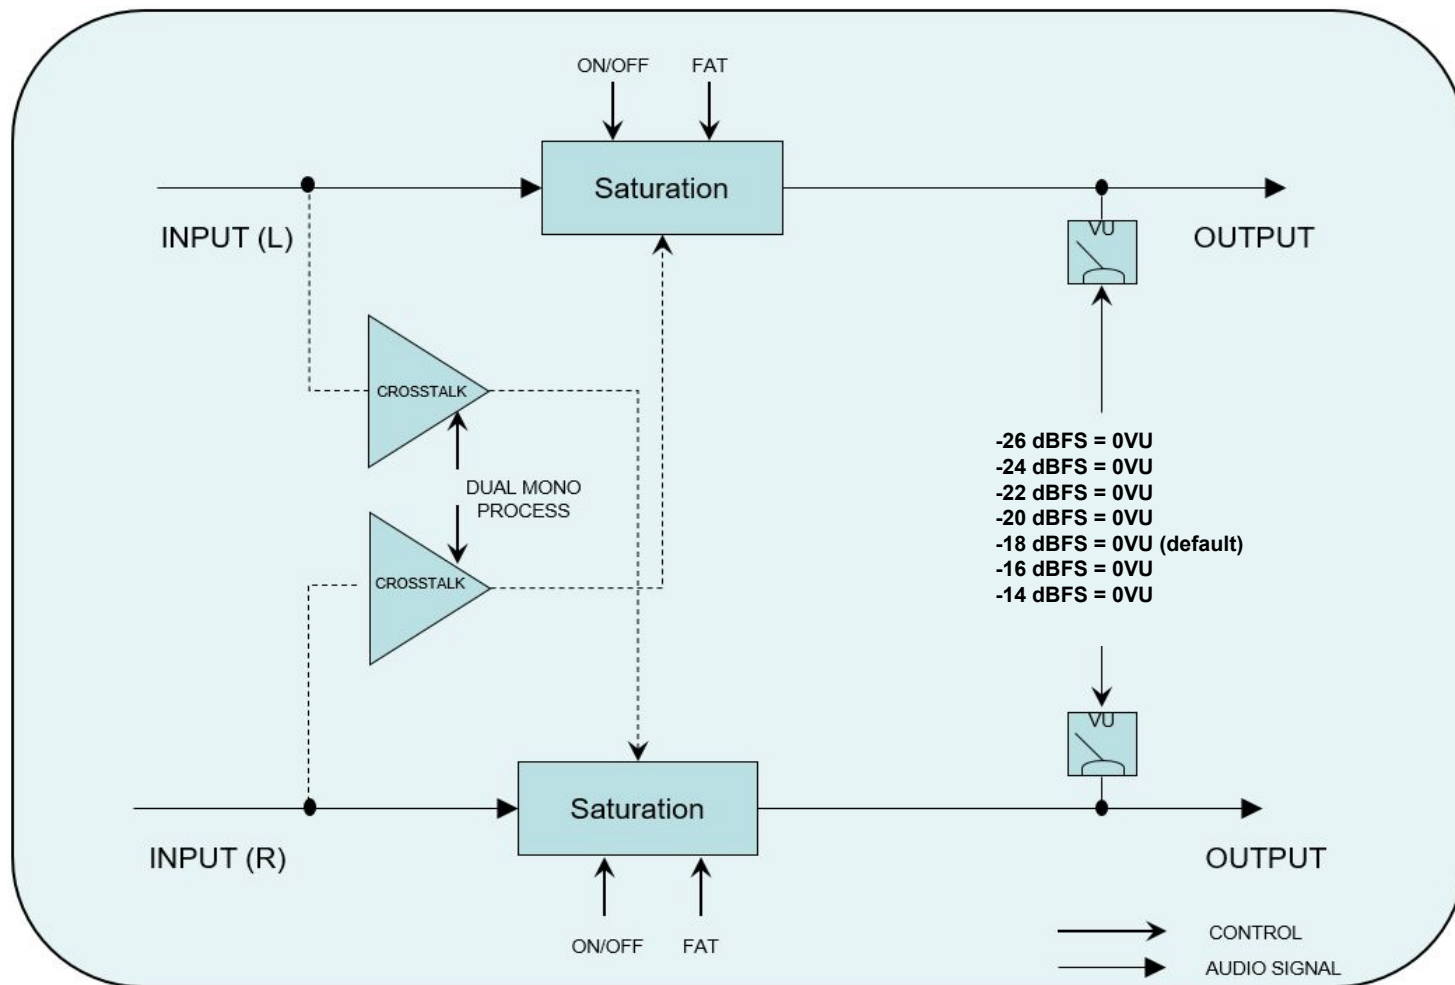 ON/OFF FAT
Saturation
INPUT (L)
VU
OUTPUT
CROSSTALK
DUAL MONO
PROCESS
CROSSTALK
-26 dBFS = 0VU
-24 dBFS = 0VU
-22 dBFS = 0VU
-20 dBFS = 0VU
-18 dBFS = 0VU (default)
-16 dBFS = 0VU
-14 dBFS = 0VU
VU
Saturation
INPUT (R)
OUTPUT
ON/OFF FAT
CONTROL
AUDIO SIGNAL